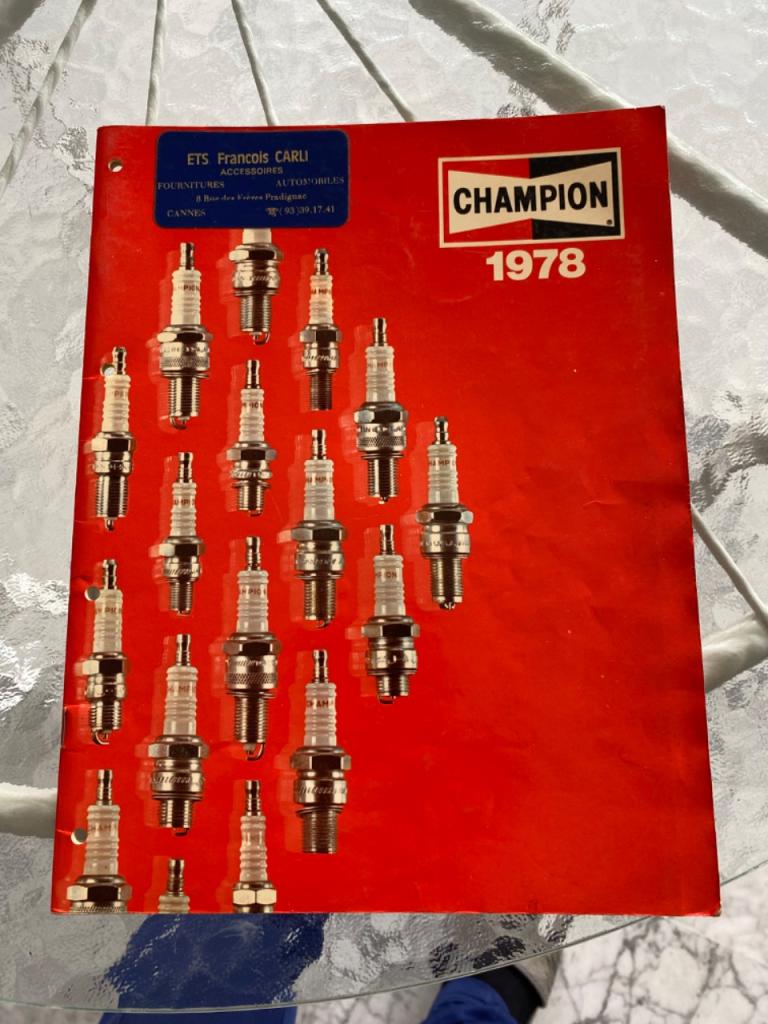 ETS Francois CARLI
ACCESSOIRES
FOURNITURES AUTOMOBILES
8 Rue des Frères Pradignac
CANNES ☎(93)39.17.41
CHAMPION
1978